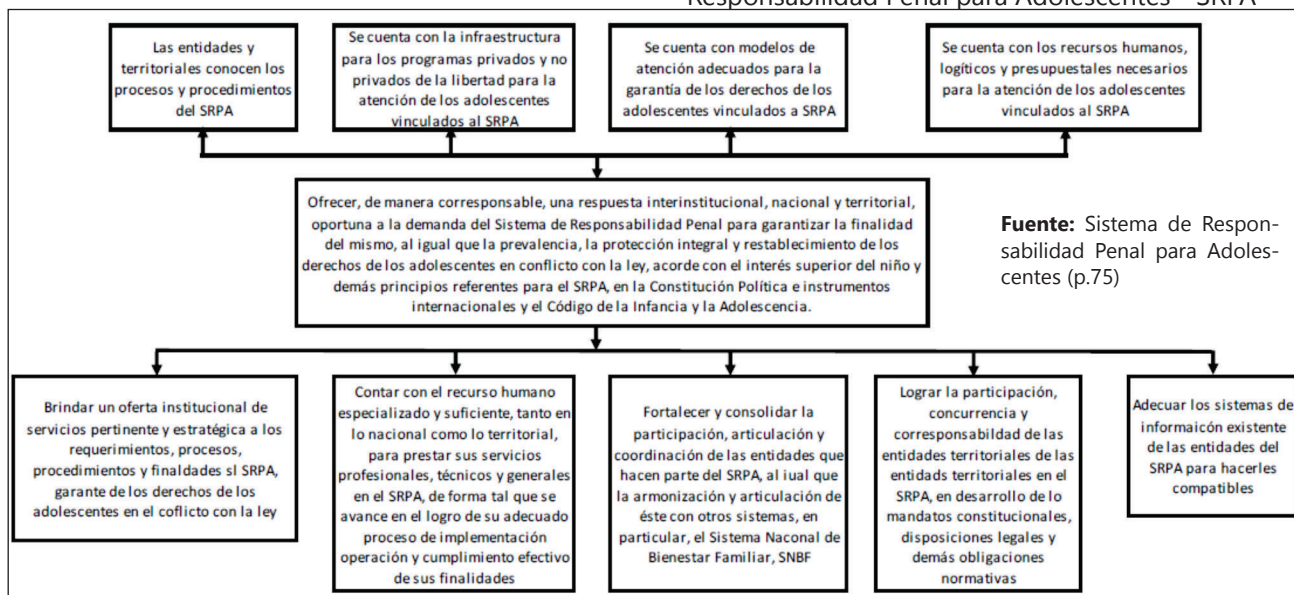 Responsabilidad Penal para Adolescentes – SRPA
Las entidades y
territoriales conocen los
procesos y procedimientos
del SRPA
Se cuenta con la infraestructura
para los programas privados y no
privados de la libertad para la
atención de los adolescentes
vinculados al SRPA
Se cuenta con modelos de
atención adecuados para la
garantía de los derechos de los
adolescentes vinculados a SRPA
Se cuenta con los recursos humanos,
logíticos y presupuestales necesarios
para la atención de los adolescentes
vinculados al SRPA
Ofrecer, de manera corresponsable, una respuesta interinstitucional, nacional y territorial,
oportuna a la demanda del Sistema de Responsabilidad Penal para garantizar la finalidad
del mismo, al igual que la prevalencia, la protección integral y restablecimiento de los
derechos de los adolescentes en conflicto con la ley, acorde con el interés superior del niño y
demás principios referentes para el SRPA, en la Constitución Política e instrumentos
internacionales y el Código de la Infancia y la Adolescencia.
Fuente: Sistema de Respon-
sabilidad Penal para Adoles-
centes (p.75)
Brindar un oferta institucional de
servicios pertinente y estratégica a los
requerimientos, procesos,
procedimientos y finaldades sl SRPA,
garante de los derechos de los
adolescentes en el coflicto con la ley
Contar con el recurso humano
especializado y suficiente, tanto en
lo nacional como lo territorial,
para prestar sus servicios
profesionales, técnicos y generales
en el SRPA, de forma tal que se
avance en el logro de su adecuado
proceso de implementación
operación y cumplimiento efectivo
de sus finalidades
Fortalecer y consolidar la
participación, articulación y
coordinación de las entidades que
hacen parte del SRPA, al iual que
la armonización y articulación de
éste con otros sistemas, en
particular, el Sistema Naconal de
Bienestar Familiar, SNBF
Lograr la participación,
concurrencia y
corresponsabildad de las
entidades territoriales de las
entidads territoriales en el
SRPA, en desarrollo de lo
mandatos constitucionales,
disposiciones legales y
demás obligaciones
normativas
Adecuar los sistemas de
informaicón existente
de las entidades del
SRPA para hacerles
compatibles